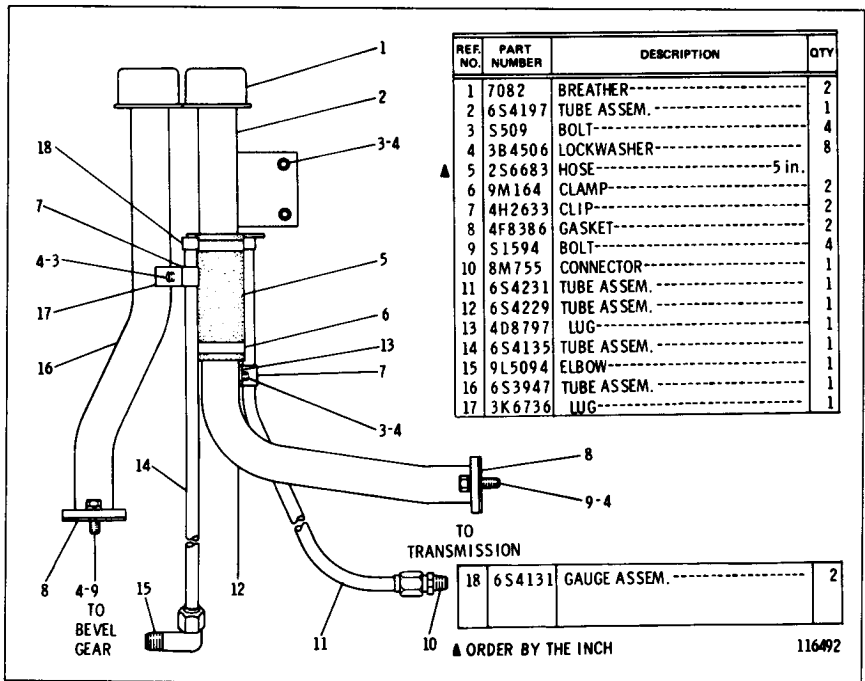 1
2
3-4
18
7
4-3
17
5
6
13
7
16
3-4
14
8
9-4
TO
TRANSMISSION
8
4-9
TO
BEVEL
GEAR
15
12
11
10
REF. NO. PART NUMBER DESCRIPTION QTY
1 7082 BREATHER 2
2 6S4197 TUBE ASSEM. 1
3 S509 BOLT 4
4 3B4506 LOCKWASHER 8
▲ 5 2S6683 HOSE 5 in.
6 9M164 CLAMP 2
7 4H2633 CLIP 2
8 4F8386 GASKET 2
9 S1594 BOLT 4
10 8M755 CONNECTOR 1
11 6S4231 TUBE ASSEM. 1
12 6S4229 TUBE ASSEM. 1
13 4D8797 LUG 1
14 6S4135 TUBE ASSEM. 1
15 9L5094 ELBOW 1
16 6S3947 TUBE ASSEM. 1
17 3K6736 LUG 1
18 6S4131 GAUGE ASSEM. 2
▲ ORDER BY THE INCH 116492